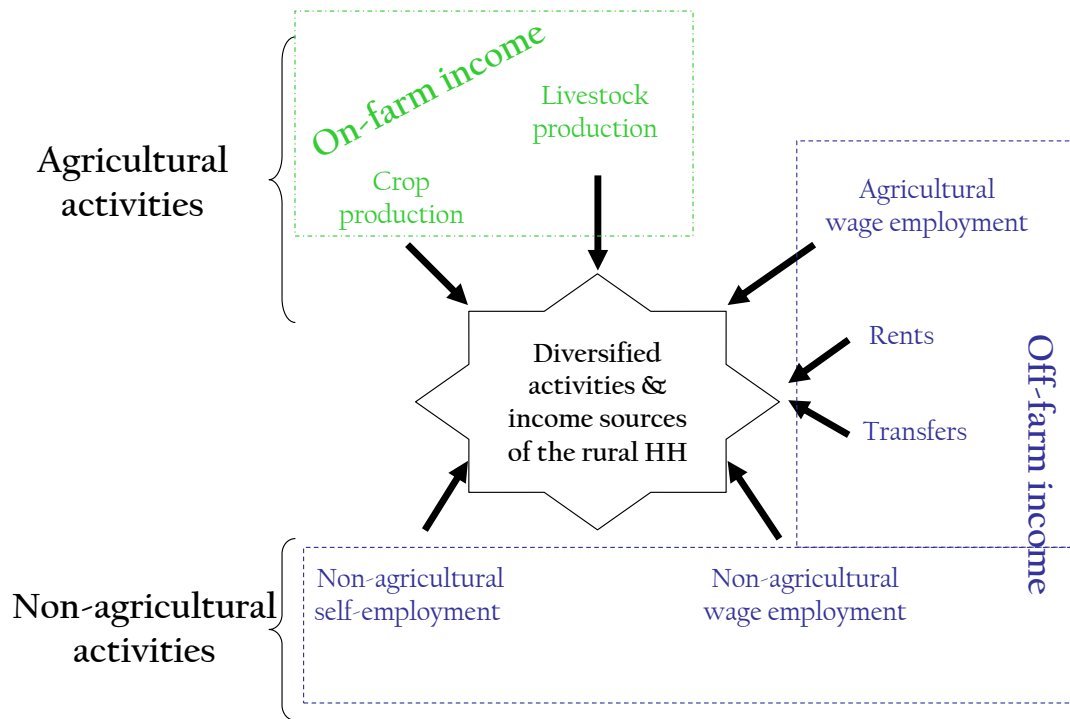 On-farm income
Livestock
production
Agricultural
activities
Crop
production
Agricultural
wage employment
Rents
Transfers
Off-farm income
Diversified
activities &
income sources
of the rural HH
Non-agricultural
activities
Non-agricultural
self-employment
Non-agricultural
wage employment